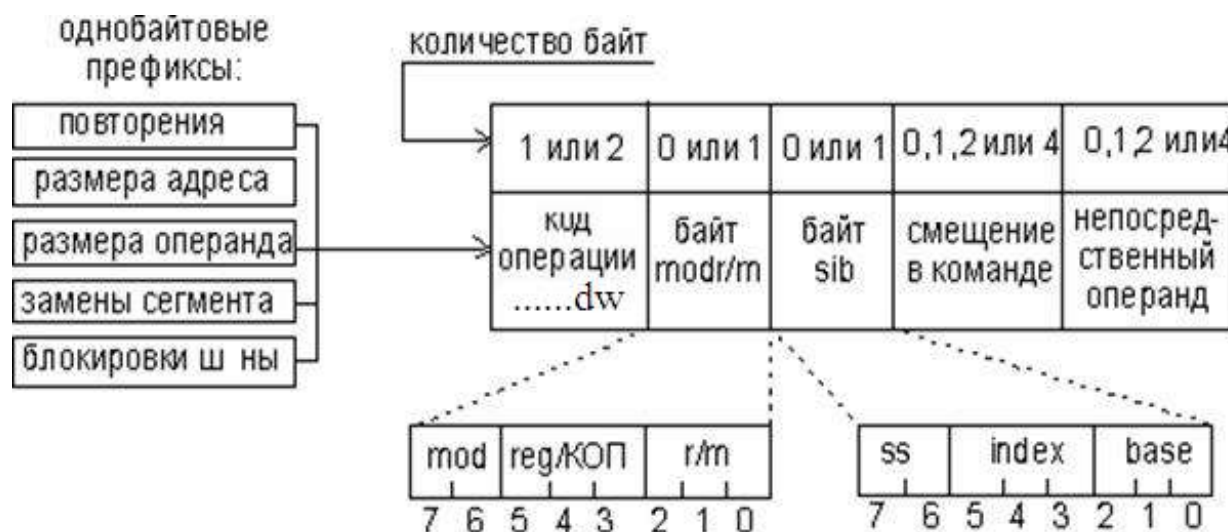 однобайтовые
префиксы:
повторения
размера адреса
размера операнда
замены сегмента
блокировки ш ны
количество байт
1 или 2
0 или 1
0 или 1
0,1,2 или 4
0,1,2 или4
код
операции
......dw
байт
modr/m
байт
sib
смещение
в команде
непосред-
ственный
операнд
mod
reg/КОП
r/m
7 6 5 4 3 2 1 0
ss
index
base
7 6 5 4 3 2 1 0